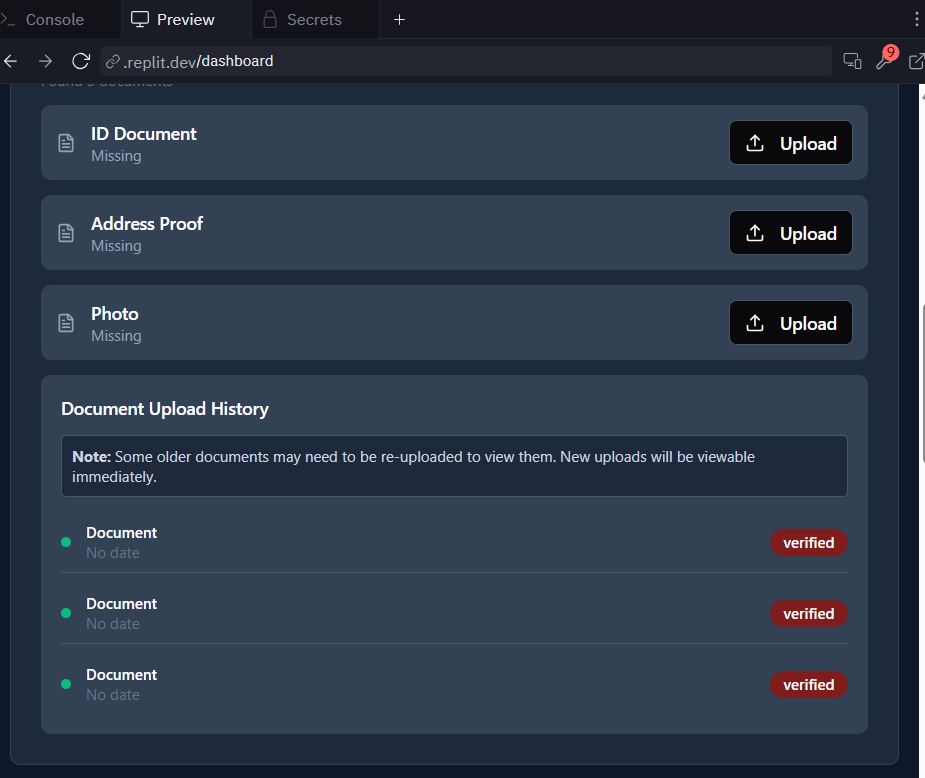 Console
Preview
Secrets
.replit.dev/dashboard
9
ID Document
Missing
Upload
Address Proof
Missing
Upload
Photo
Missing
Upload
Document Upload History
Note: Some older documents may need to be re-uploaded to view them. New uploads will be viewable
immediately.
Document
No date
verified
Document
No date
verified
Document
No date
verified